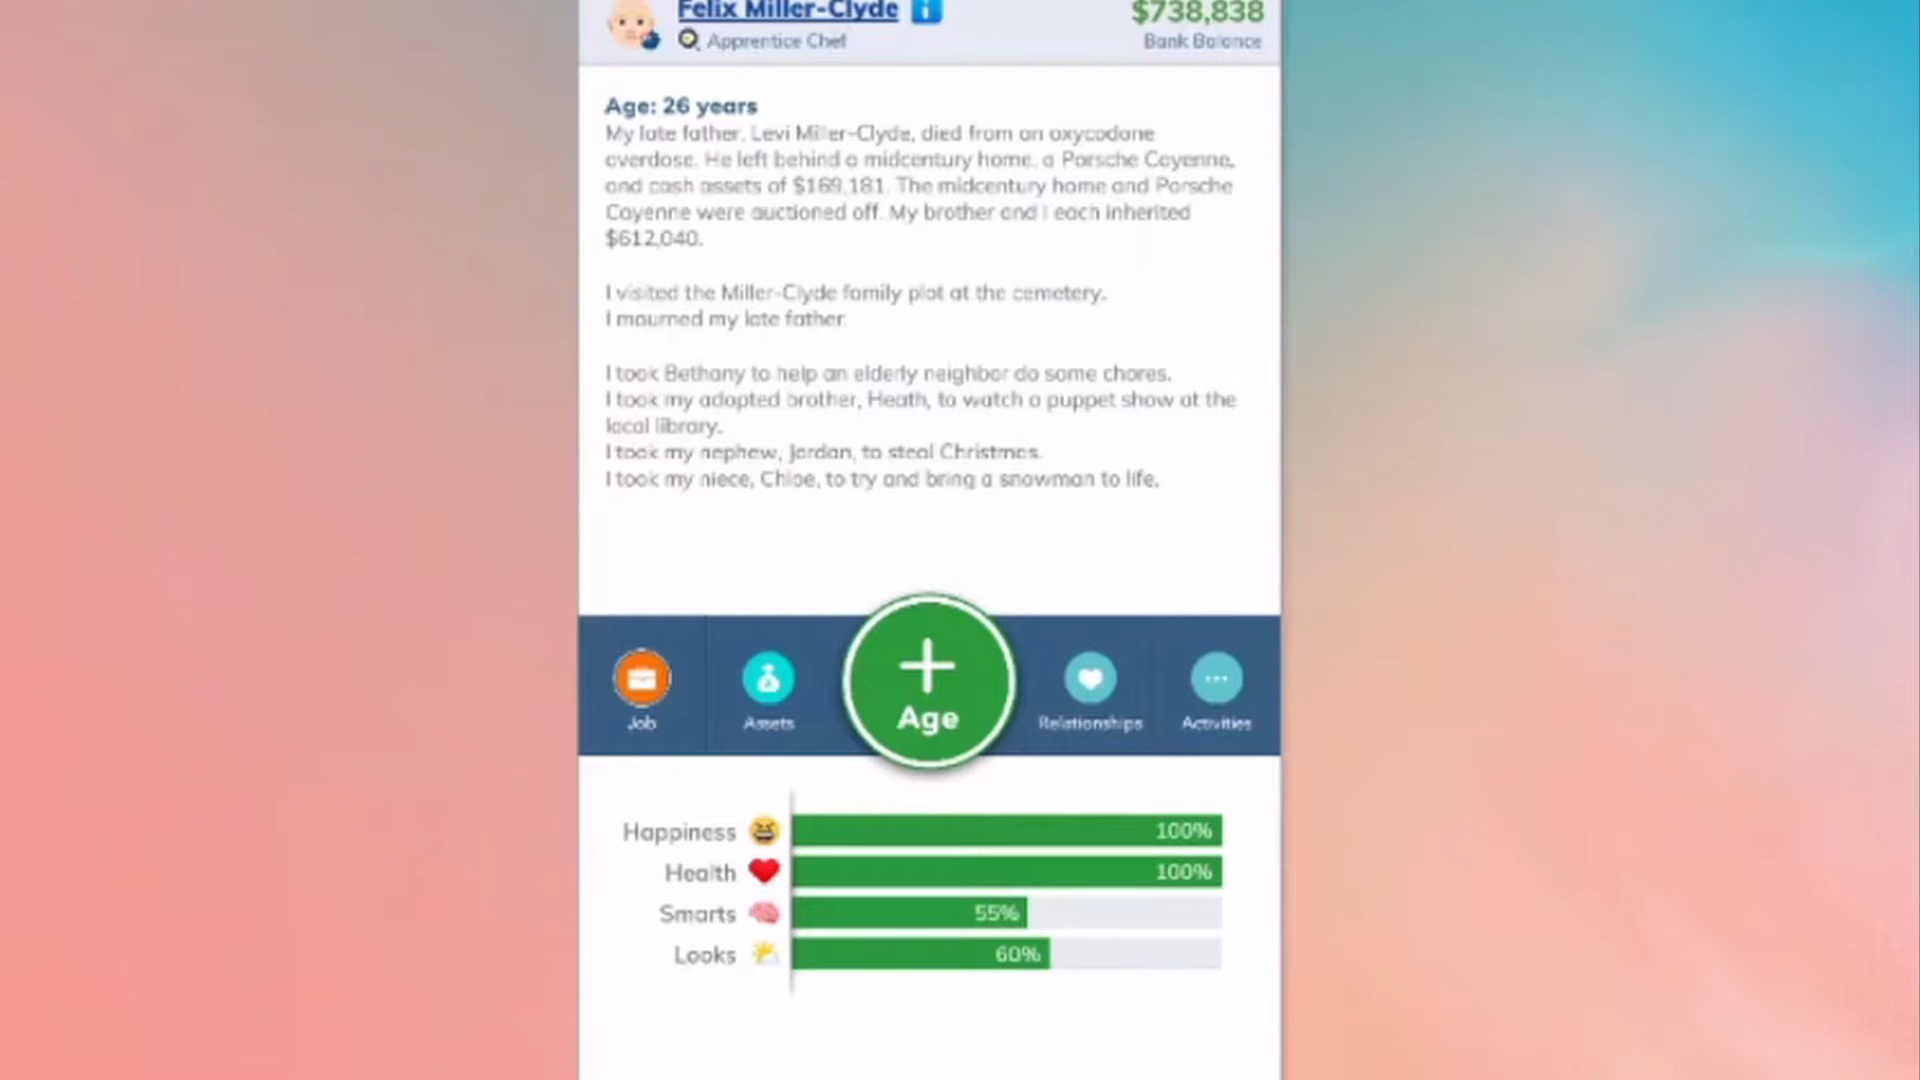 Felix Miller-Clyde
$738,838
Apprentice Chef
Bank Balance
Age: 26 years
My late father, Levi Miller-Clyde, died from an oxycodone
overdose. He left behind a midcentury home, a Porsche Cayenne,
and cash assets of $169,181. The midcentury home and Porsche
Cayenne were auctioned off. My brother and I each inherited
$612,040.
I visited the Miller-Clyde family plot at the cemetery.
I mourned my late father.
I took Bethany to help an elderly neighbor do some chores.
I took my adopted brother, Heath, to watch a puppet show at the
local library.
I took my nephew, Jordan, to steal Christmas.
I took my niece, Chloe, to try and bring a snowman to life.
Job
Assets
Age
Relationships
Activities
Happiness 100%
Health 100%
Smarts 55%
Looks 60%